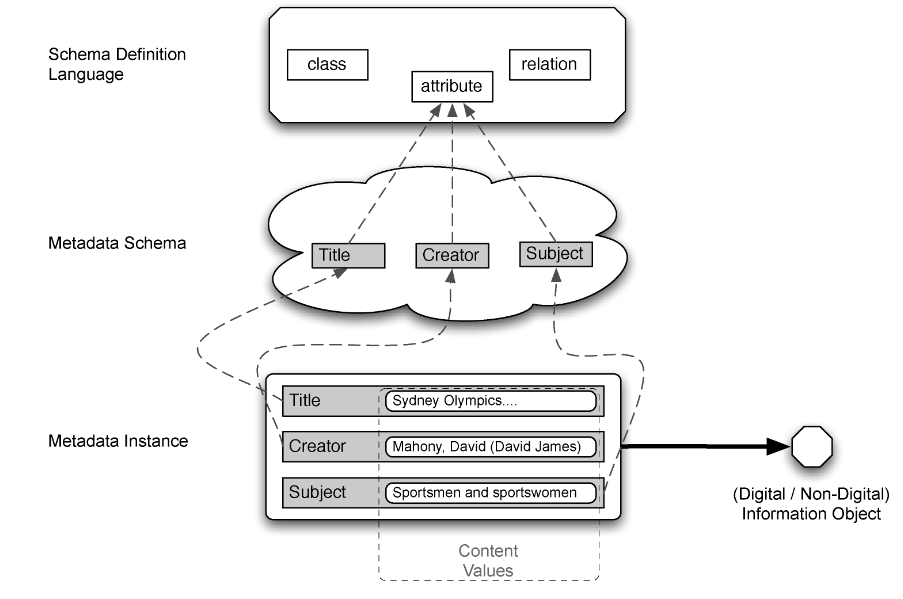 Schema Definition
Language
class
relation
attribute
Metadata Schema
Title
Creator
Subject
Metadata Instance
Title
Sydney Olympics....
Creator
Mahony, David (David James)
Subject
Sportsmen and sportswomen
(Digital / Non-Digital)
Information Object
Content
Values